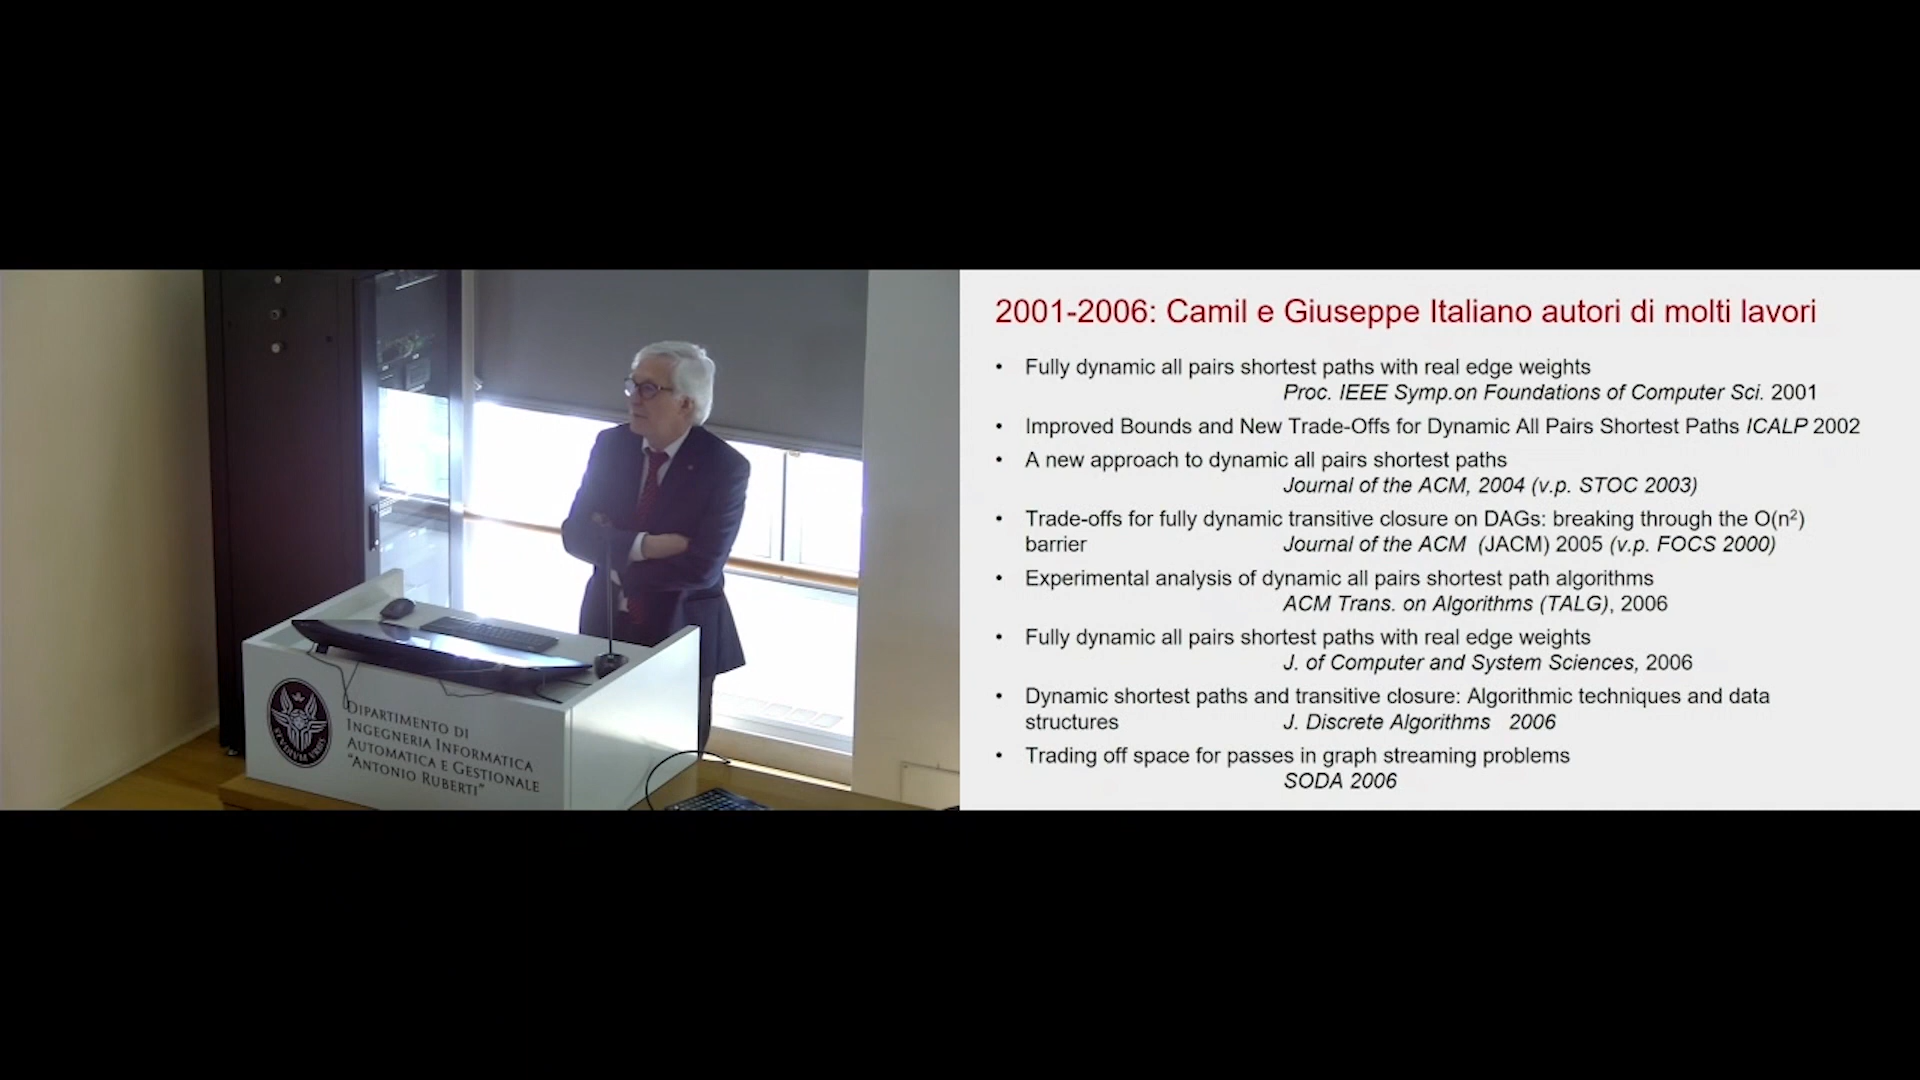 DIPARTIMENTO DI
INGEGNERIA INFORMATICA
AUTOMATICA E GESTIONALE
"ANTONIO RUBERTI"
STVDIVM VRBIS
2001-2006: Camil e Giuseppe Italiano autori di molti lavori
• Fully dynamic all pairs shortest paths with real edge weights
Proc. IEEE Symp.on Foundations of Computer Sci. 2001
• Improved Bounds and New Trade-Offs for Dynamic All Pairs Shortest Paths ICALP 2002
• A new approach to dynamic all pairs shortest paths
Journal of the ACM, 2004 (v.p. STOC 2003)
• Trade-offs for fully dynamic transitive closure on DAGs: breaking through the O(n²)
barrier Journal of the ACM (JACM) 2005 (v.p. FOCS 2000)
• Experimental analysis of dynamic all pairs shortest path algorithms
ACM Trans. on Algorithms (TALG), 2006
• Fully dynamic all pairs shortest paths with real edge weights
J. of Computer and System Sciences, 2006
• Dynamic shortest paths and transitive closure: Algorithmic techniques and data
structures J. Discrete Algorithms 2006
• Trading off space for passes in graph streaming problems
SODA 2006